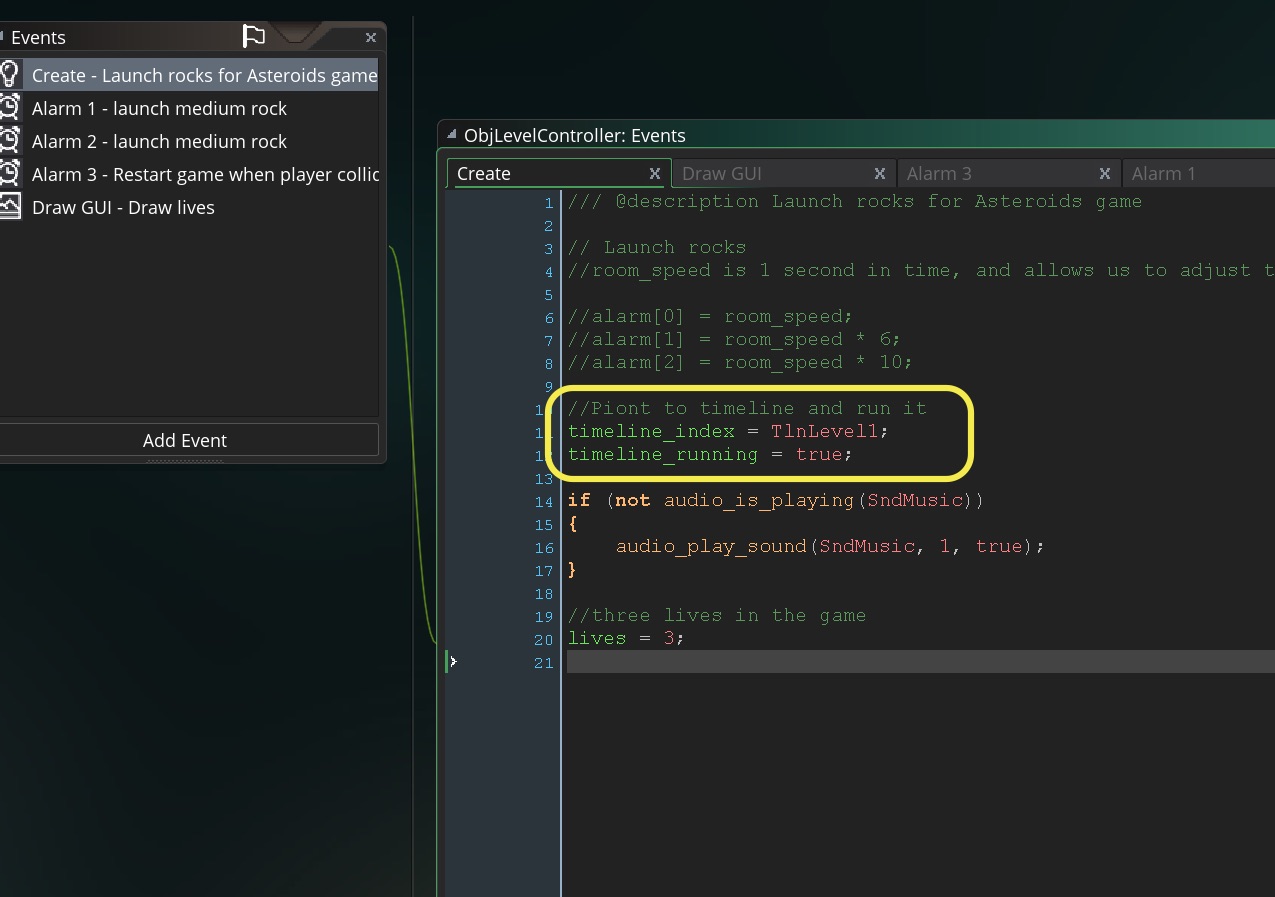 Events
Create - Launch rocks for Asteroids game
Alarm 1 - launch medium rock
Alarm 2 - launch medium rock
Alarm 3 - Restart game when player collic
Draw GUI - Draw lives
Add Event
ObjLevelController: Events
Create Draw GUI Alarm 3 Alarm 1
1 /// @description Launch rocks for Asteroids game
2
3 // Launch rocks
4 //room_speed is 1 second in time, and allows us to adjust t
5
6 //alarm[0] = room_speed;
7 //alarm[1] = room_speed * 6;
8 //alarm[2] = room_speed * 10;
9
10 //Piont to timeline and run it
11 timeline_index = TlnLevel1;
12 timeline_running = true;
13
14 if (not audio_is_playing(SndMusic))
15 {
16 audio_play_sound(SndMusic, 1, true);
17 }
18
19 //three lives in the game
20 lives = 3;
21